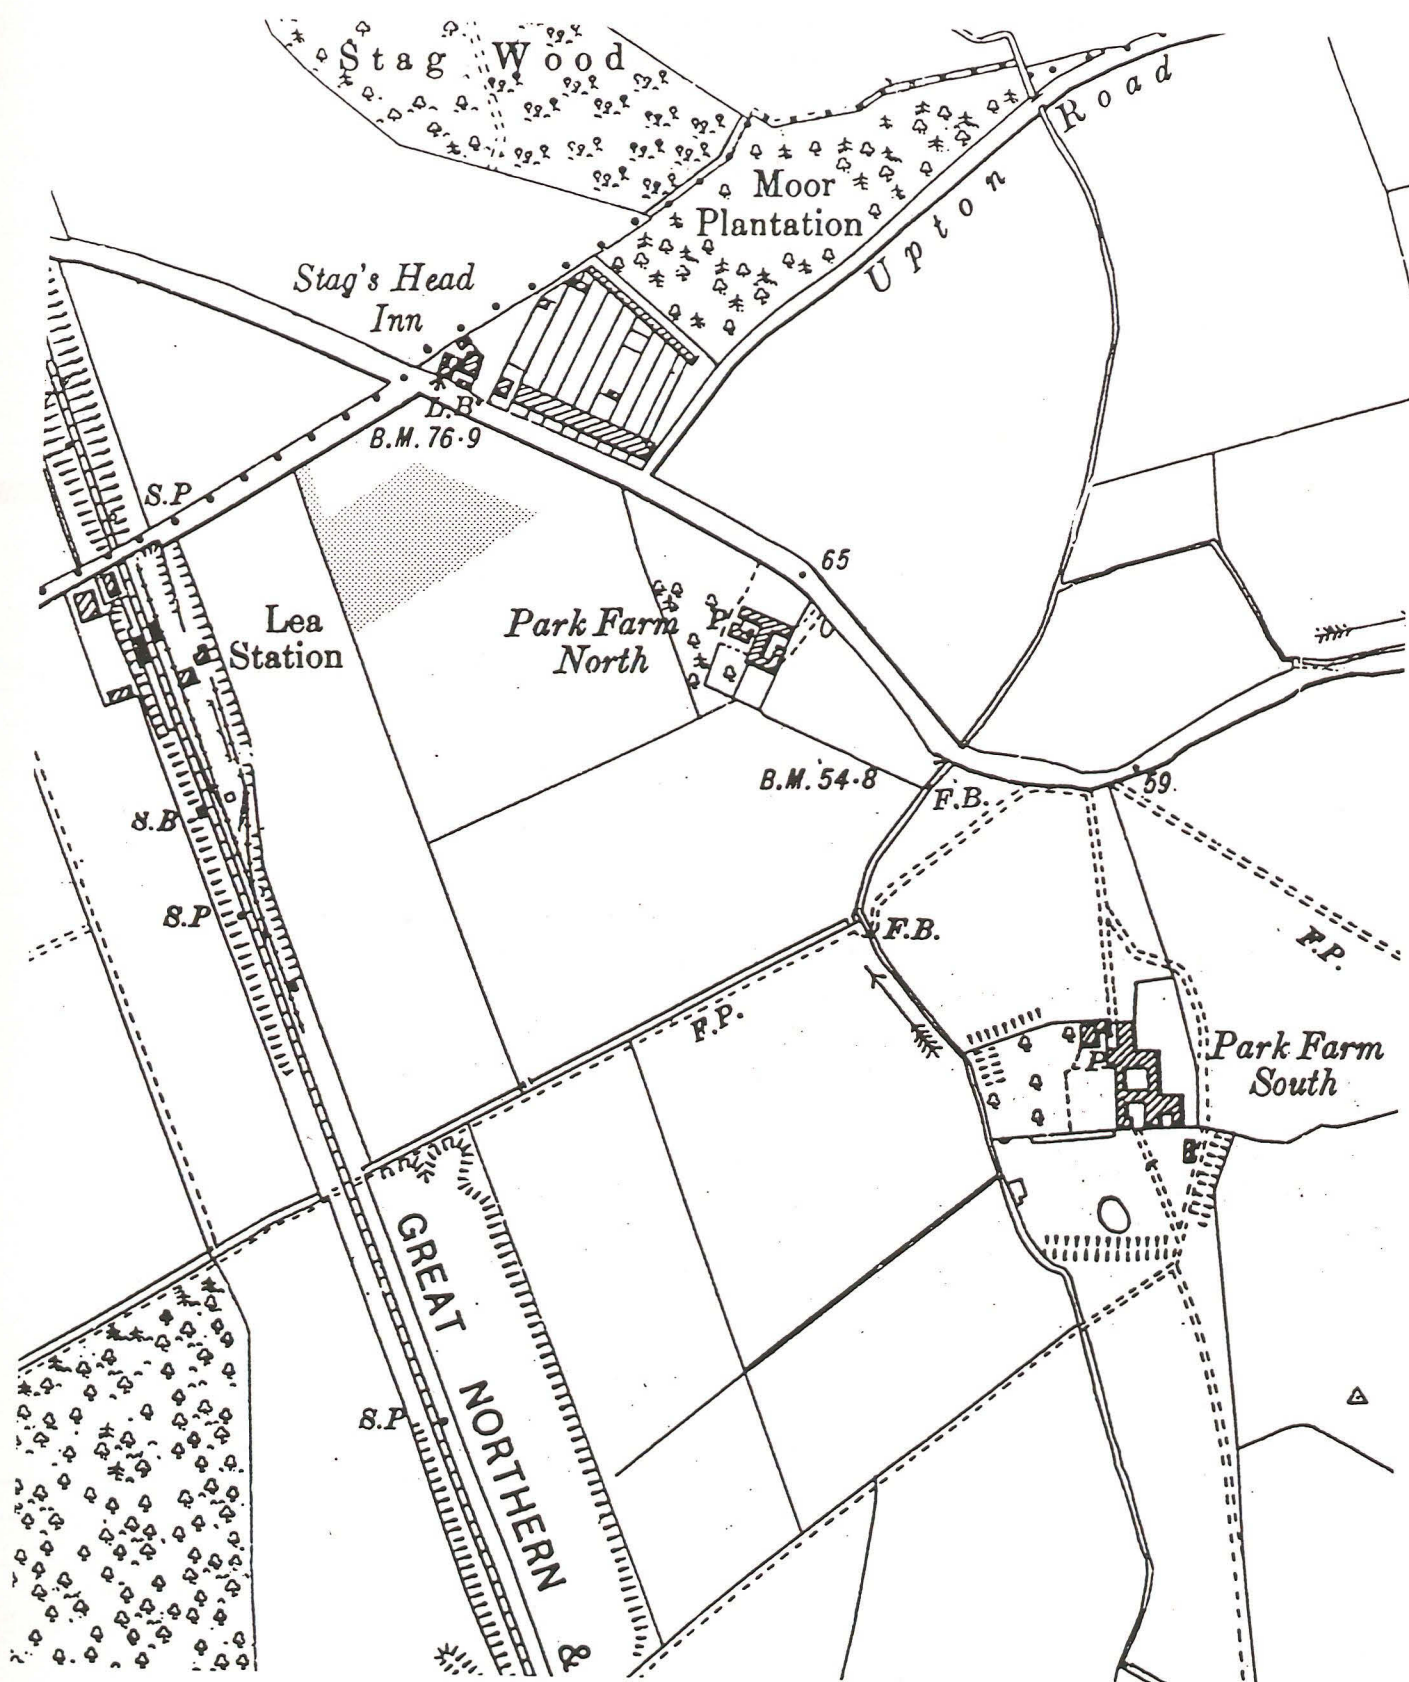 Stag Wood
Road
Moor
Plantation
Upton
Stag's Head
Inn
L.B
B.M. 76·9
S.P
65
Lea
Station
Park Farm
North
P
B.M. 54·8
F.B.
59
S.B
S.P
F.B.
F.P.
F.P.
Park Farm
South
P
GREAT NORTHERN &
S.P